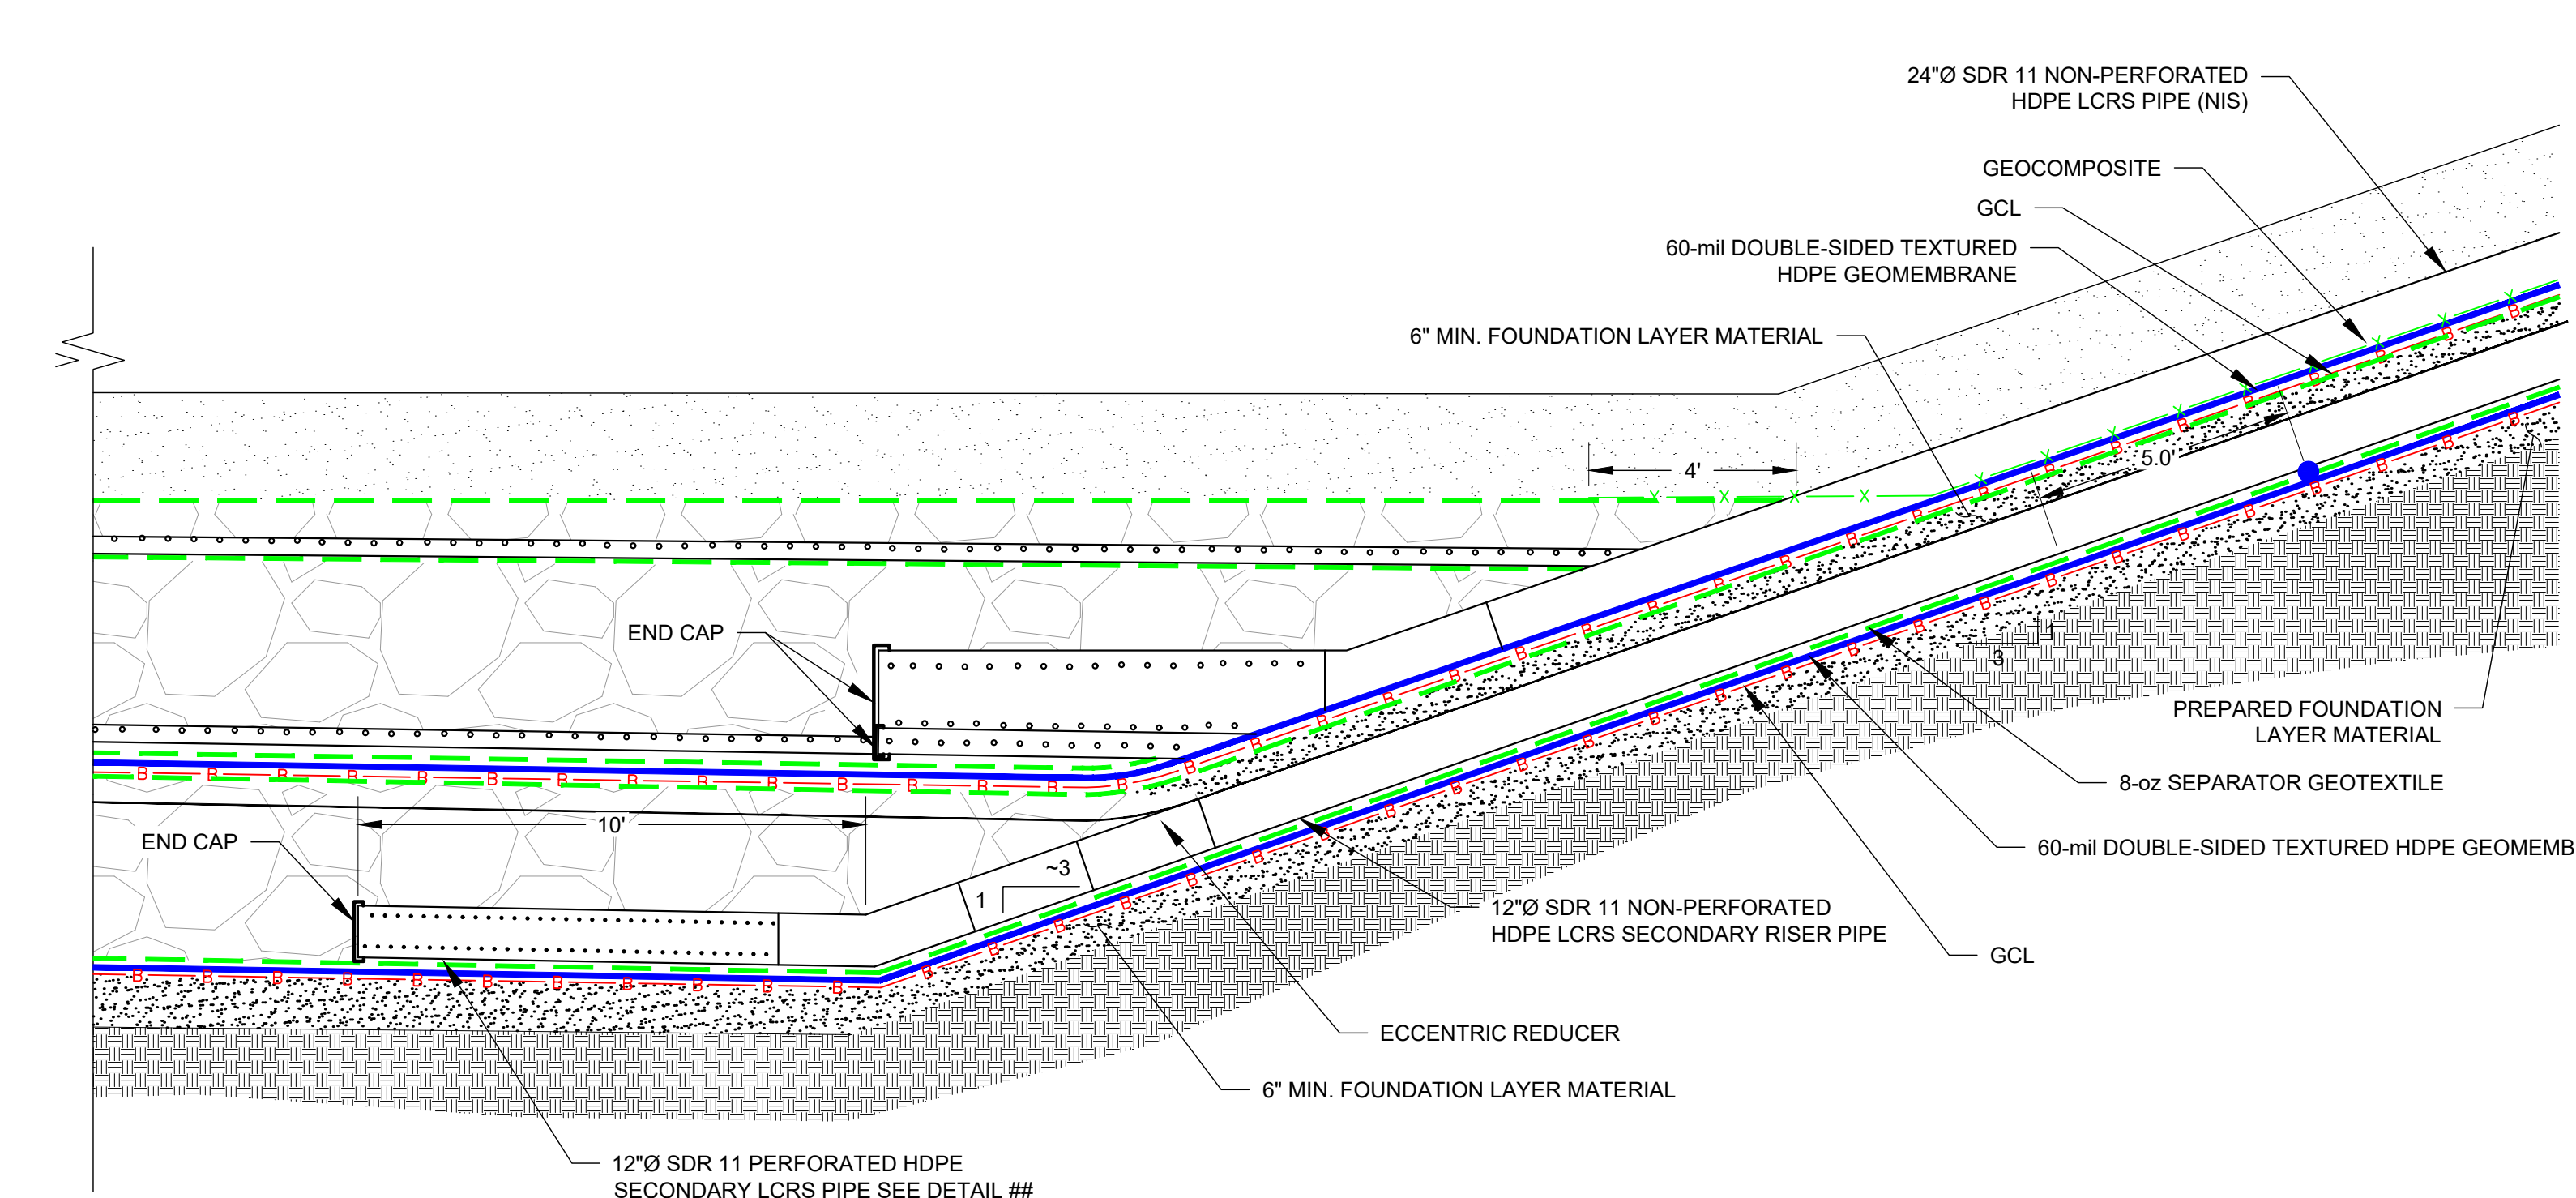 24"Ø SDR 11 NON-PERFORATED
HDPE LCRS PIPE (NIS)
GEOCOMPOSITE
GCL
60-mil DOUBLE-SIDED TEXTURED
HDPE GEOMEMBRANE
6" MIN. FOUNDATION LAYER MATERIAL
4'
5.0'
END CAP
1
3
PREPARED FOUNDATION
LAYER MATERIAL
8-oz SEPARATOR GEOTEXTILE
10'
END CAP
60-mil DOUBLE-SIDED TEXTURED HDPE GEOMEMB
~3
1
12"Ø SDR 11 NON-PERFORATED
HDPE LCRS SECONDARY RISER PIPE
GCL
ECCENTRIC REDUCER
6" MIN. FOUNDATION LAYER MATERIAL
12"Ø SDR 11 PERFORATED HDPE
SECONDARY LCRS PIPE SEE DETAIL ##